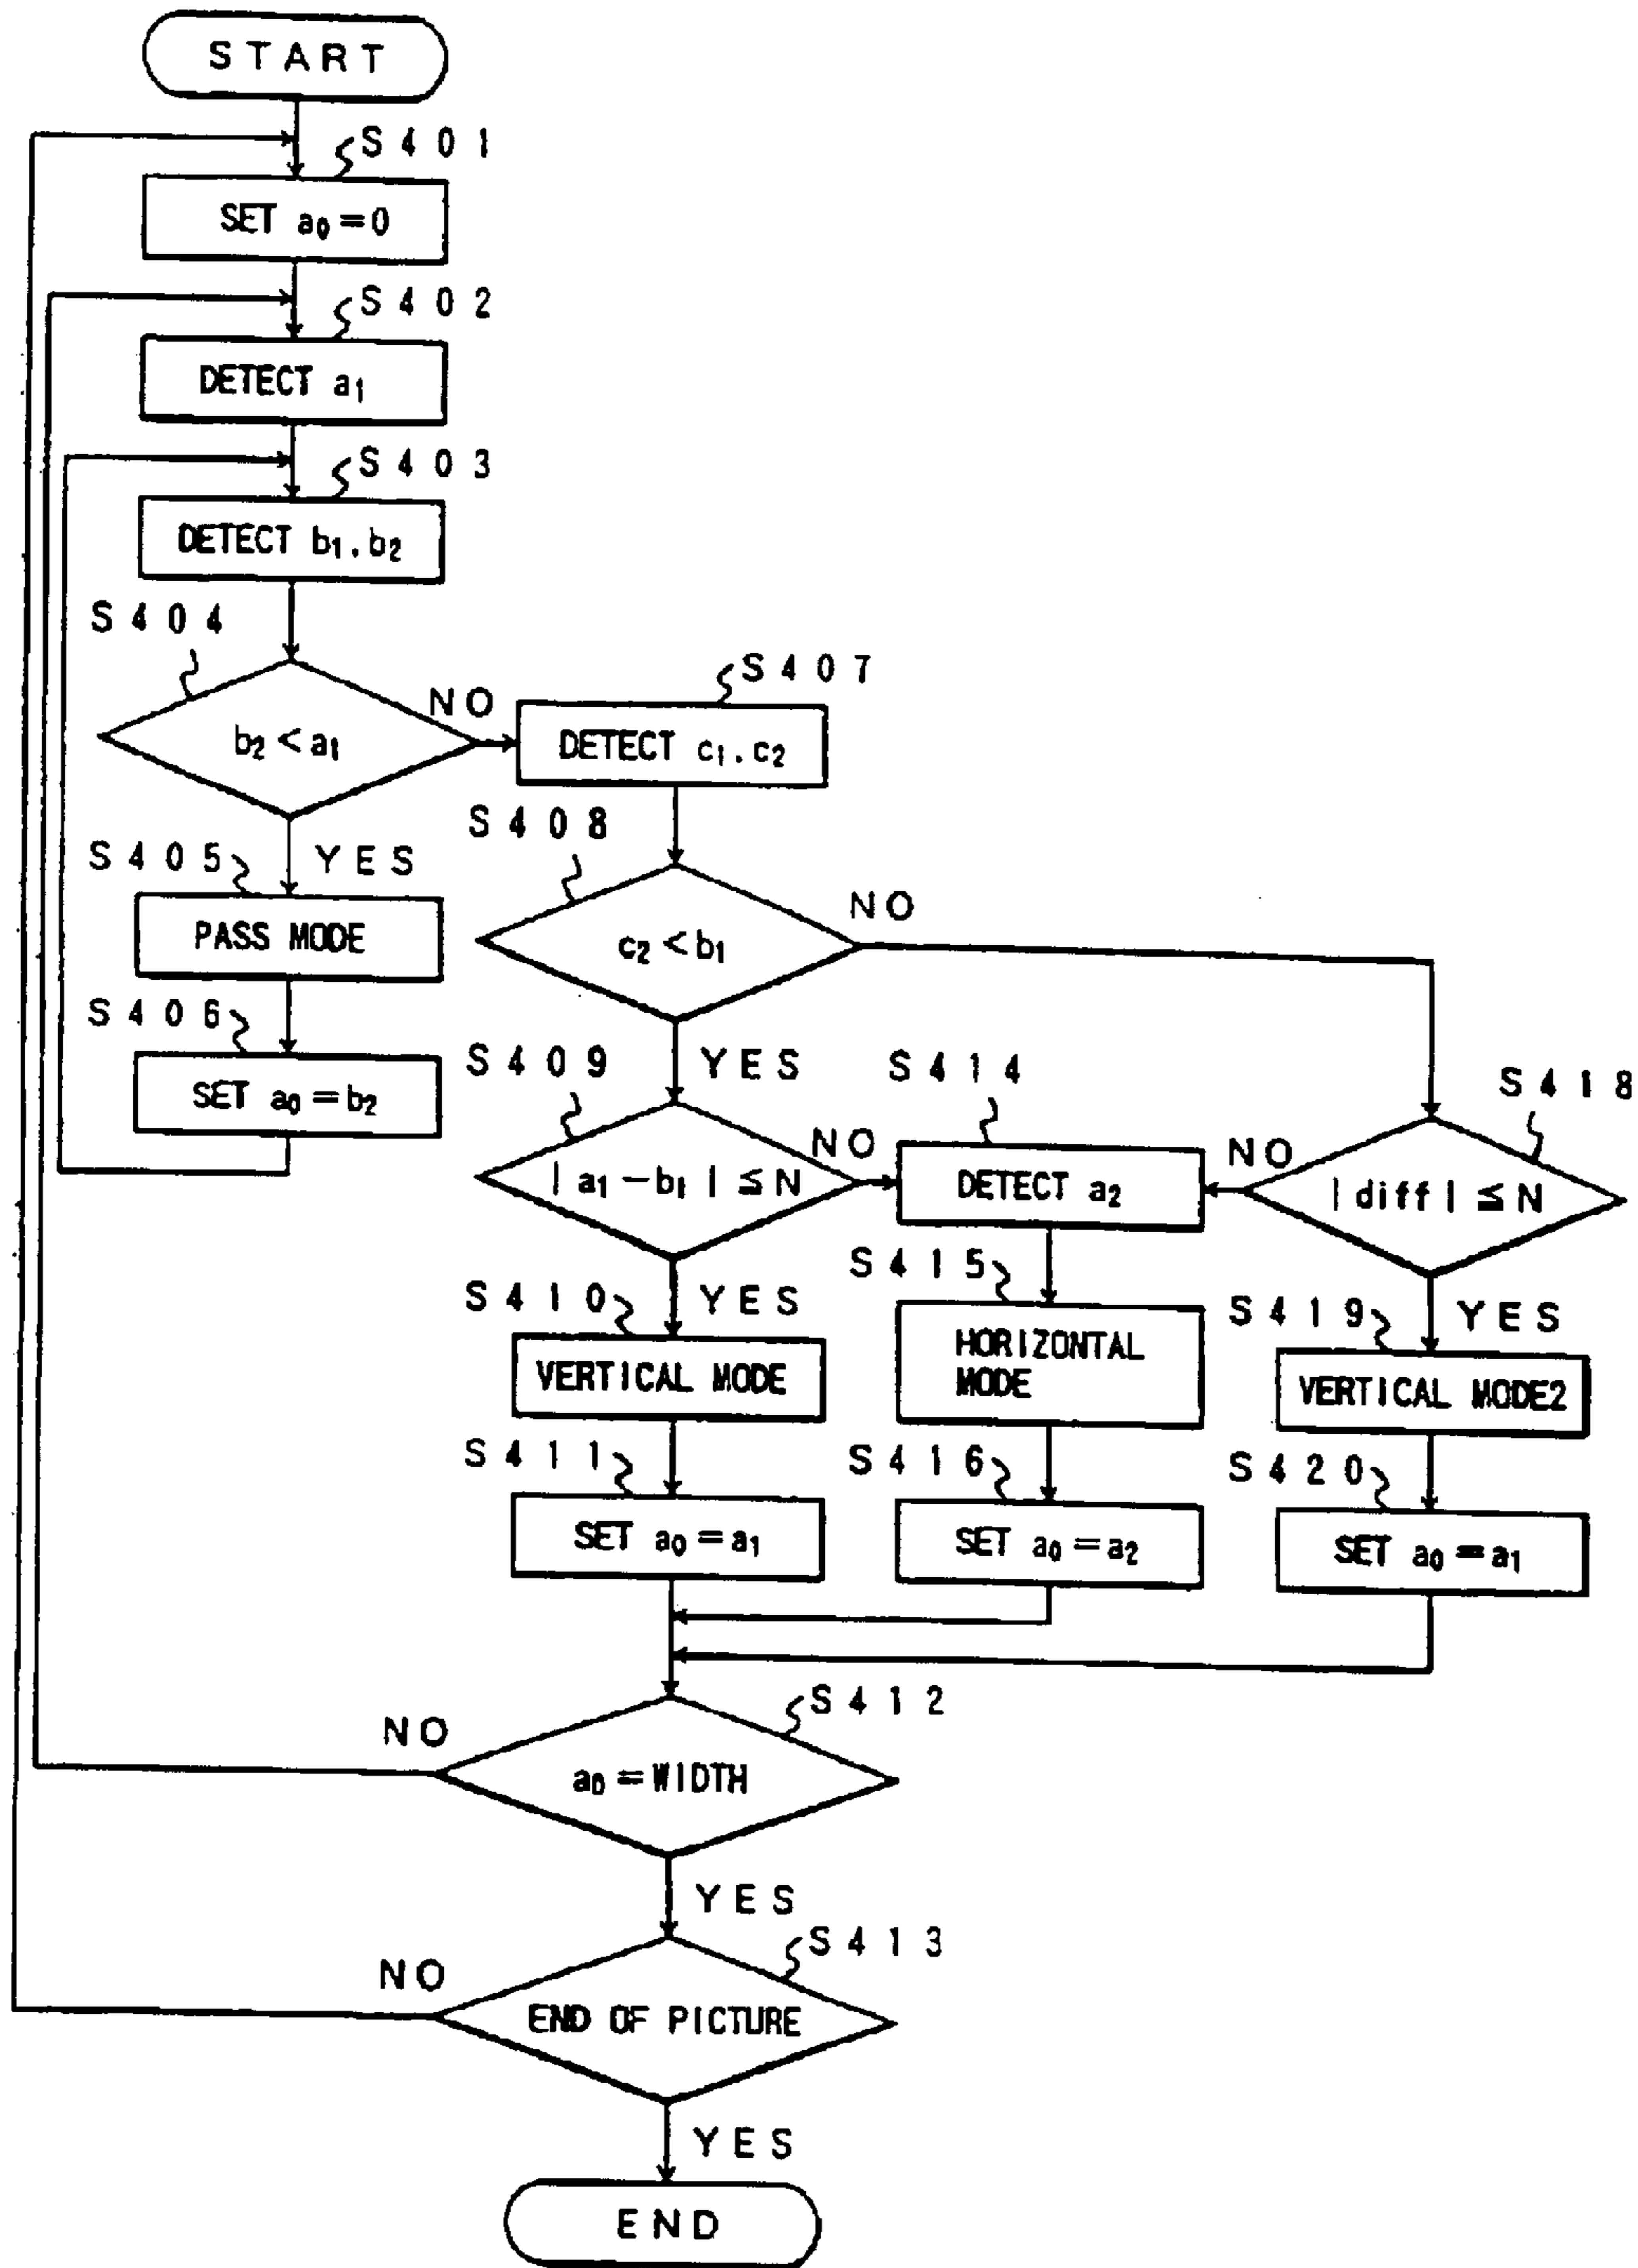 START
S401
SET a₀=0
S402
DETECT a₁
S403
DETECT b₁.b₂
S404
b₂<a₁
NO
S407
DETECT c₁.c₂
S408
c₂<b₁
NO
S405
YES
PASS MODE
S406
SET a₀=b₂
S409
YES
|a₁-b₁|≦N
NO
S414
DETECT a₂
S418
NO
|diff|≦N
S410
YES
VERTICAL MODE
S415
HORIZONTAL
MODE
S419
YES
VERTICAL MODE2
S411
SET a₀=a₁
S416
SET a₀=a₂
S420
SET a₀=a₁
S412
NO
a₀=WIDTH
YES
S413
NO
END OF PICTURE
YES
END